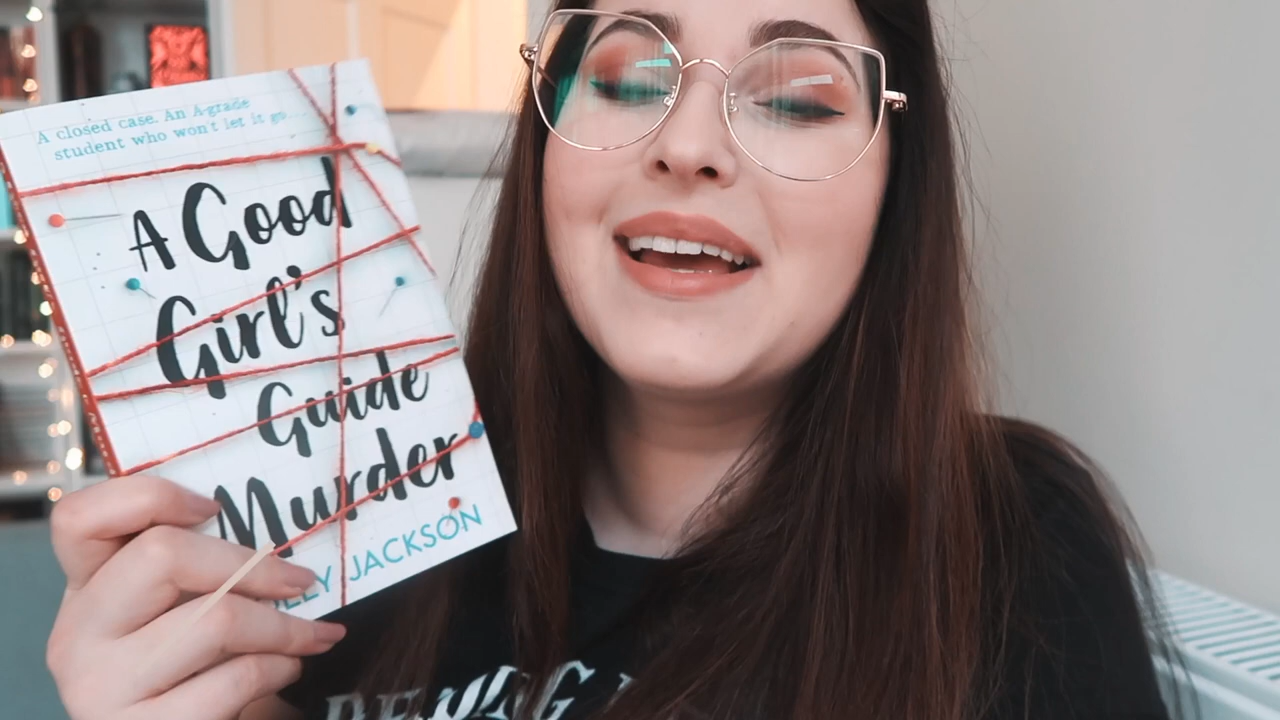 A closed case. An A-grade
student who won't let it go....
A Good
Girl's
Guide
Murder
JACKSON